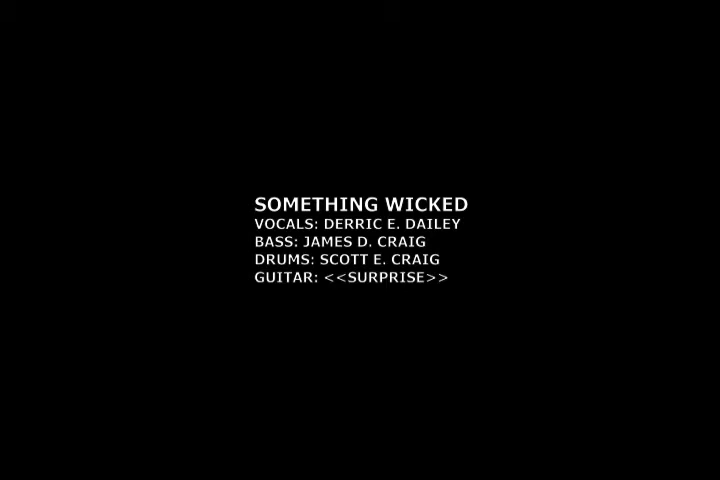 SOMETHING WICKED
VOCALS: DERRIC E. DAILEY
BASS: JAMES D. CRAIG
DRUMS: SCOTT E. CRAIG
GUITAR: <<SURPRISE>>